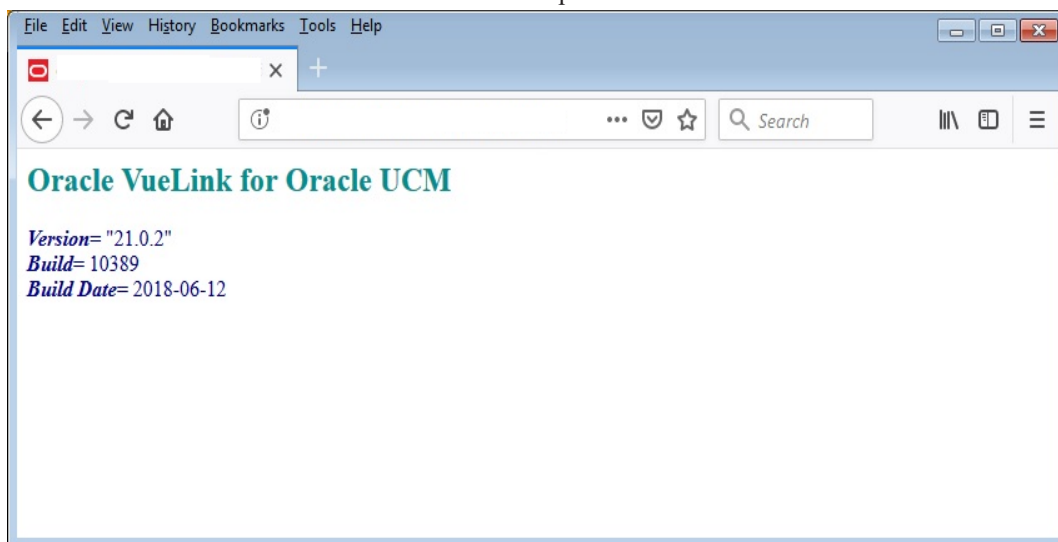 File Edit View History Bookmarks Tools Help
Search
Oracle VueLink for Oracle UCM
Version= "21.0.2"
Build= 10389
Build Date= 2018-06-12